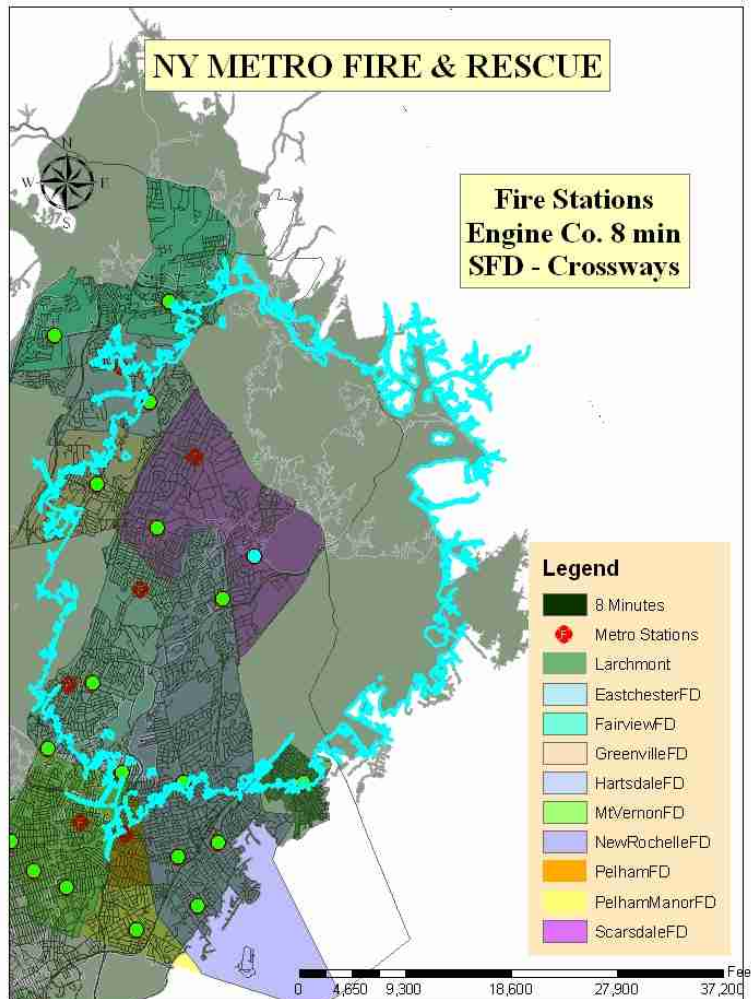 NY METRO FIRE & RESCUE
N
W E
S
Fire Stations
Engine Co. 8 min
SFD - Crossways
Legend
8 Minutes
F Metro Stations
Larchmont
EastchesterFD
FairviewFD
GreenvilleFD
HartsdaleFD
MtVernonFD
NewRochelleFD
PelhamFD
PelhamManorFD
ScarsdaleFD
Fee
0 4,650 9,300 18,600 27,900 37,200